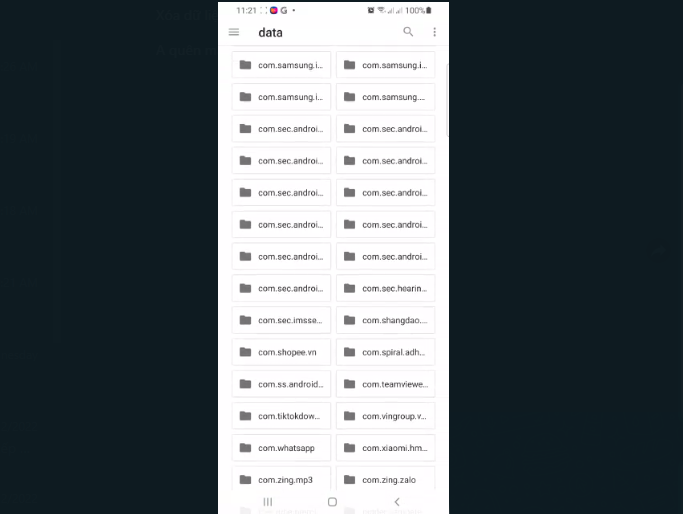 11:21 G • 100%
data
com.samsung.i... com.samsung.i...
com.samsung.i... com.samsung....
com.sec.androi... com.sec.androi...
com.sec.androi... com.sec.androi...
com.sec.androi... com.sec.androi...
com.sec.androi... com.sec.androi...
com.sec.androi... com.sec.androi...
com.sec.androi... com.sec.hearin...
com.sec.imsse... com.shangdao....
com.shopee.vn com.spiral.adh...
com.ss.android... com.teamviewe...
com.tiktokdow... com.vingroup.v...
com.whatsapp com.xiaomi.hm...
com.zing.mp3 com.zing.zalo